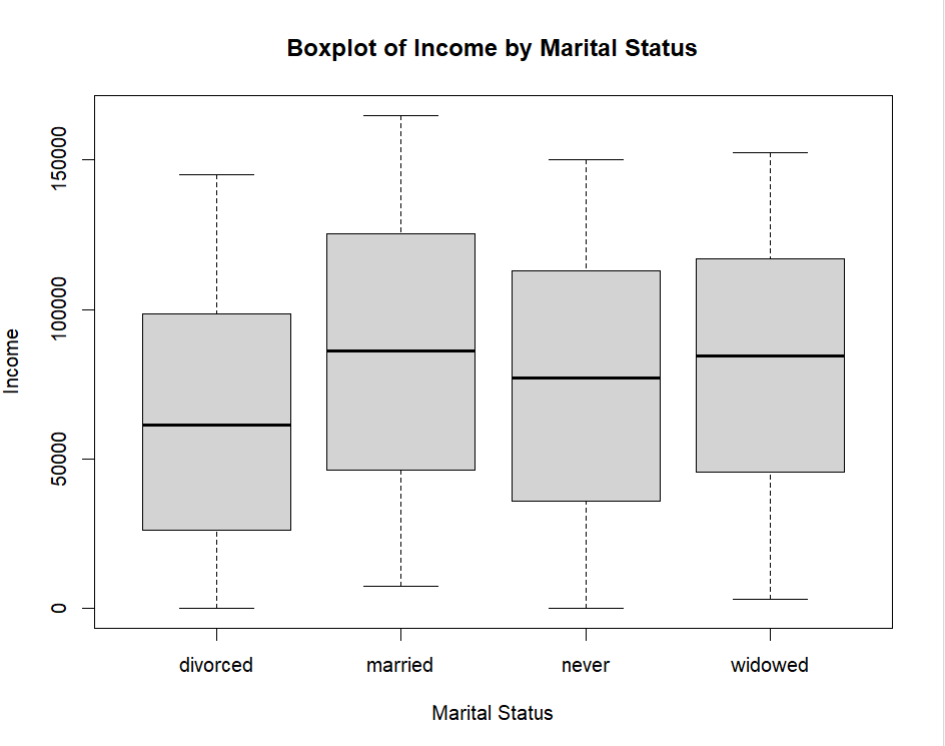 Boxplot of Income by Marital Status
150000
100000
50000
0
Income
divorced married never widowed
Marital Status